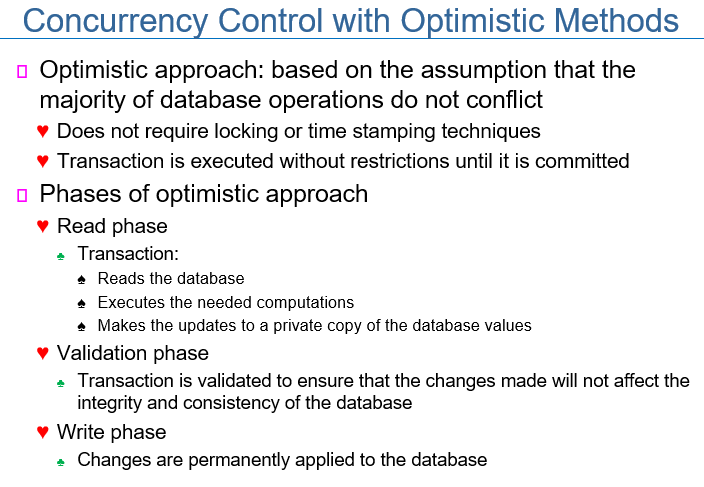 Concurrency Control with Optimistic Methods
Optimistic approach: based on the assumption that the
majority of database operations do not conflict
Does not require locking or time stamping techniques
Transaction is executed without restrictions until it is committed
Phases of optimistic approach
Read phase
Transaction:
Reads the database
Executes the needed computations
Makes the updates to a private copy of the database values
Validation phase
Transaction is validated to ensure that the changes made will not affect the
integrity and consistency of the database
Write phase
Changes are permanently applied to the database